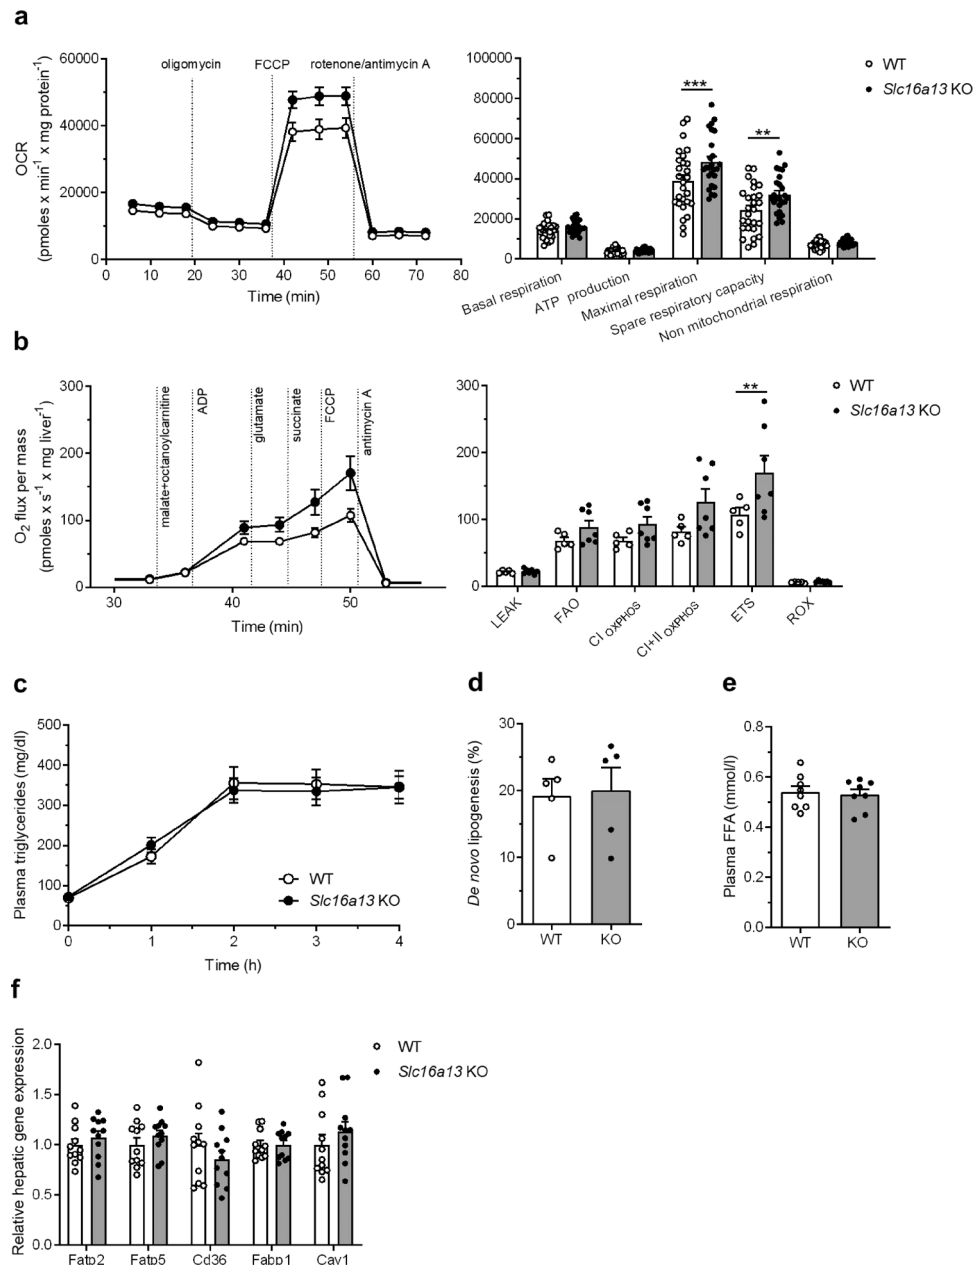 a
OCR
(pmoles x min⁻¹ x mg protein⁻¹)
60000
40000
20000
0
oligomycin
FCCP
rotenone/antimycin A
0 10 20 30 40 50 60 70 80
Time (min)
100000
80000
60000
40000
20000
0
***
**
WT
Slc16a13 KO
Basal respiration
ATP production
Maximal respiration
Spare respiratory capacity
Non mitochondrial respiration
b
O₂ flux per mass
(pmoles x s⁻¹ x mg liver⁻¹)
300
200
100
0
malate+octanoylcarnitine
ADP
glutamate
succinate
FCCP
antimycin A
30 40 50
Time (min)
300
200
100
0
**
WT
Slc16a13 KO
LEAK
FAO
CI OXPHOS
CI+II OXPHOS
ETS
ROX
c
Plasma triglycerides (mg/dl)
500
400
300
200
100
0
WT
Slc16a13 KO
0 1 2 3 4
Time (h)
d
De novo lipogenesis (%)
30
20
10
0
WT KO
e
Plasma FFA (mmol/l)
0.8
0.6
0.4
0.2
0.0
WT KO
f
Relative hepatic gene expression
2.0
1.5
1.0
0.5
0.0
WT
Slc16a13 KO
Fatp2 Fatp5 Cd36 Fabp1 Cav1